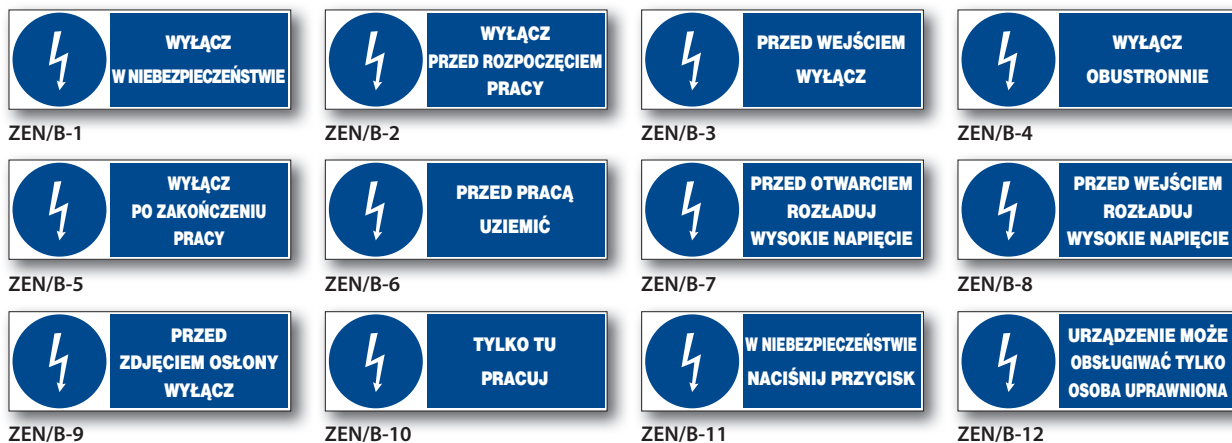 WYŁĄCZ
W NIEBEZPIECZEŃSTWIE
ZEN/B-1
WYŁĄCZ
PRZED ROZPOCZĘCIEM
PRACY
ZEN/B-2
PRZED WEJŚCIEM
WYŁĄCZ
ZEN/B-3
WYŁĄCZ
OBUSTRONNIE
ZEN/B-4
WYŁĄCZ
PO ZAKOŃCZENIU
PRACY
ZEN/B-5
PRZED PRACĄ
UZIEMIĆ
ZEN/B-6
PRZED OTWARCIEM
ROZŁADUJ
WYSOKIE NAPIĘCIE
ZEN/B-7
PRZED WEJŚCIEM
ROZŁADUJ
WYSOKIE NAPIĘCIE
ZEN/B-8
PRZED
ZDJĘCIEM OSŁONY
WYŁĄCZ
ZEN/B-9
TYLKO TU
PRACUJ
ZEN/B-10
W NIEBEZPIECZEŃSTWIE
NACIŚNIJ PRZYCISK
ZEN/B-11
URZĄDZENIE MOŻE
OBSŁUGIWAĆ TYLKO
OSOBA UPRAWNIONA
ZEN/B-12